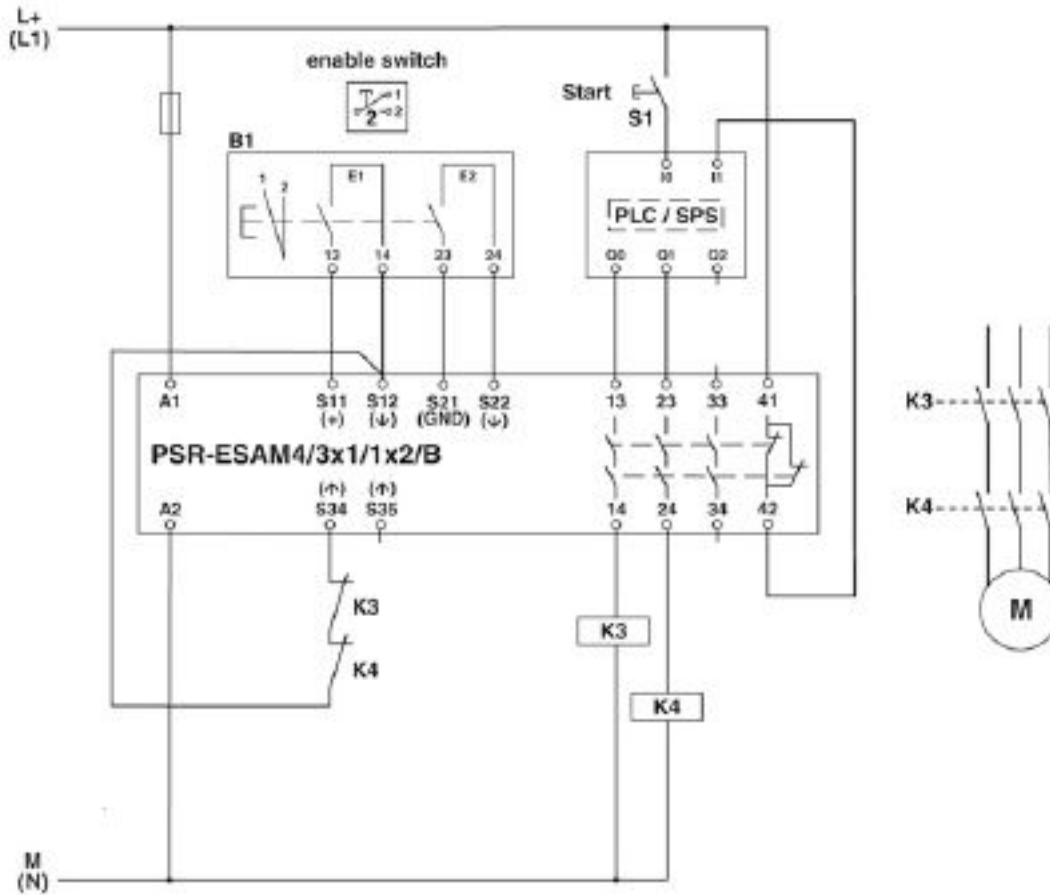 L+
(L1)
enable switch
1
2
2
Start
S1
B1
1
2
E1
E2
13 14 23 24
I0 I1
PLC / SPS
Q0 Q1 Q2
A1 S11 S12 S21 S22 13 23 33 41
(+) (↓) (GND) (↓)
PSR-ESAM4/3x1/1x2/B
(↑) (↑)
A2 S34 S35 14 24 34 42
K3
K4
K3
K4
K3
K4
M
M
(N)